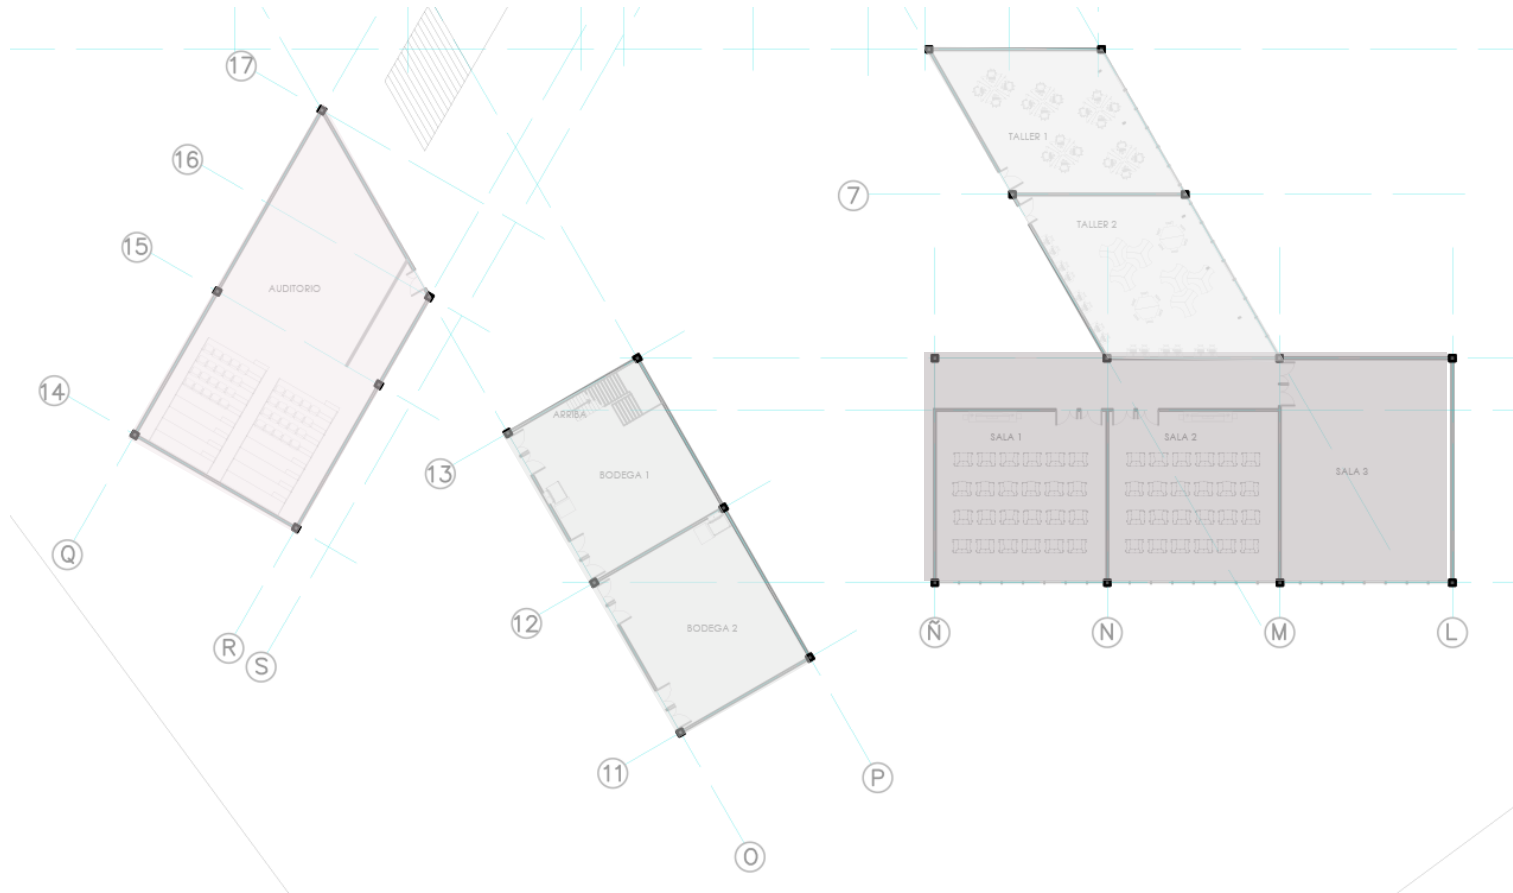 17
16
TALLER 1
7
TALLER 2
15
AUDITORIO
14
ARRIBA
13
BODEGA 1
SALA 1
SALA 2
SALA 3
Q
12
BODEGA 2
R
S
Ñ
N
M
L
11
P
O